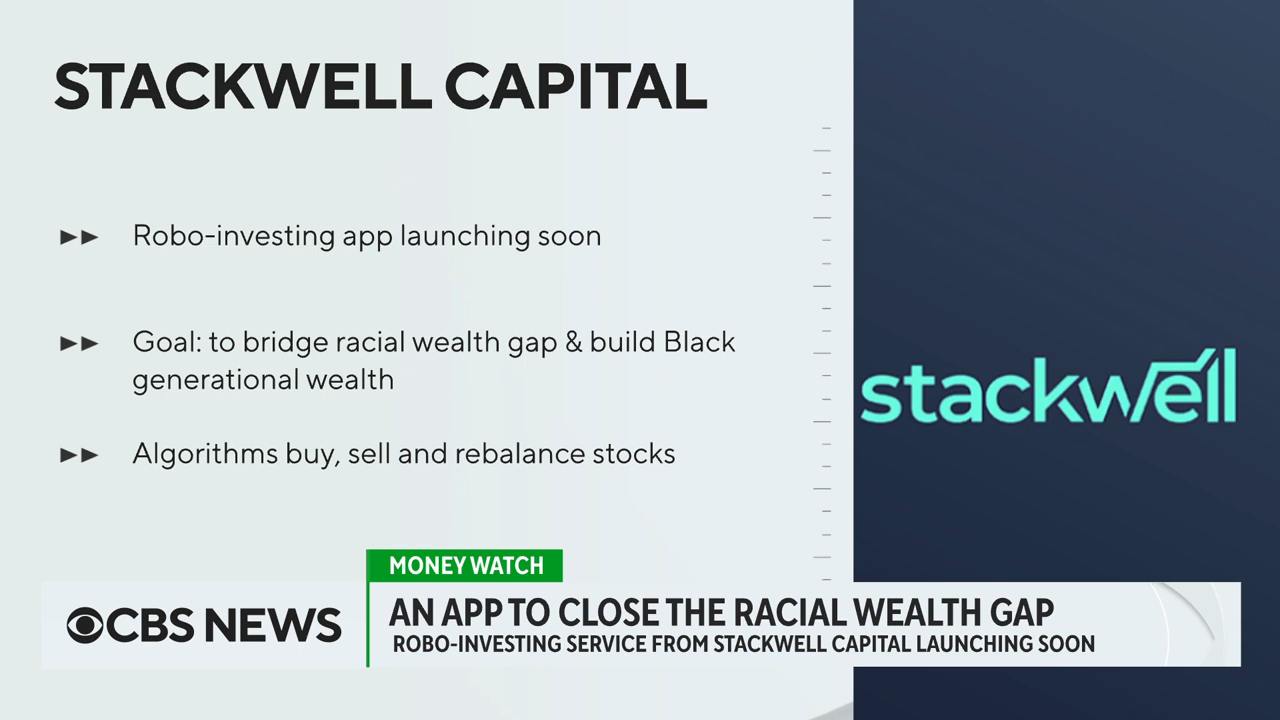 STACKWELL CAPITAL
Robo-investing app launching soon
Goal: to bridge racial wealth gap & build Black
generational wealth
Algorithms buy, sell and rebalance stocks
stackwell
MONEY WATCH
CBS NEWS
AN APP TO CLOSE THE RACIAL WEALTH GAP
ROBO-INVESTING SERVICE FROM STACKWELL CAPITAL LAUNCHING SOON